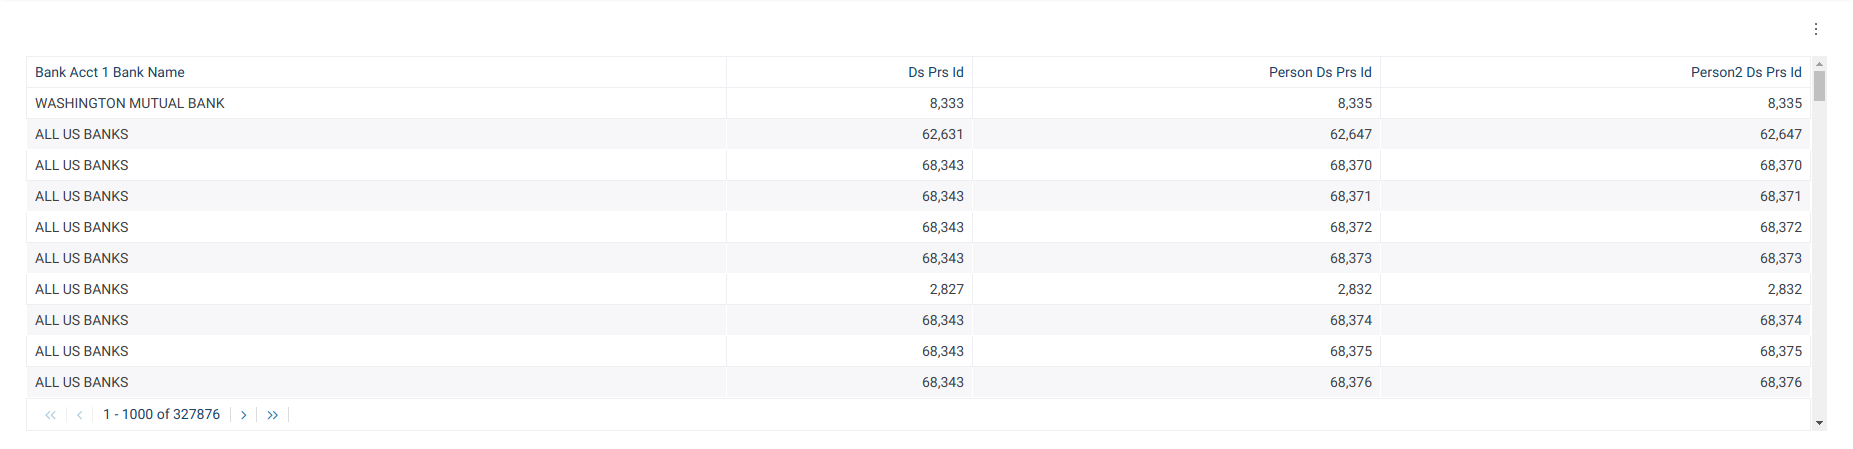 Bank Acct 1 Bank Name Ds Prs Id Person Ds Prs Id Person2 Ds Prs Id
WASHINGTON MUTUAL BANK 8,333 8,335 8,335
ALL US BANKS 62,631 62,647 62,647
ALL US BANKS 68,343 68,370 68,370
ALL US BANKS 68,343 68,371 68,371
ALL US BANKS 68,343 68,372 68,372
ALL US BANKS 68,343 68,373 68,373
ALL US BANKS 2,827 2,832 2,832
ALL US BANKS 68,343 68,374 68,374
ALL US BANKS 68,343 68,375 68,375
ALL US BANKS 68,343 68,376 68,376
1 - 1000 of 327876